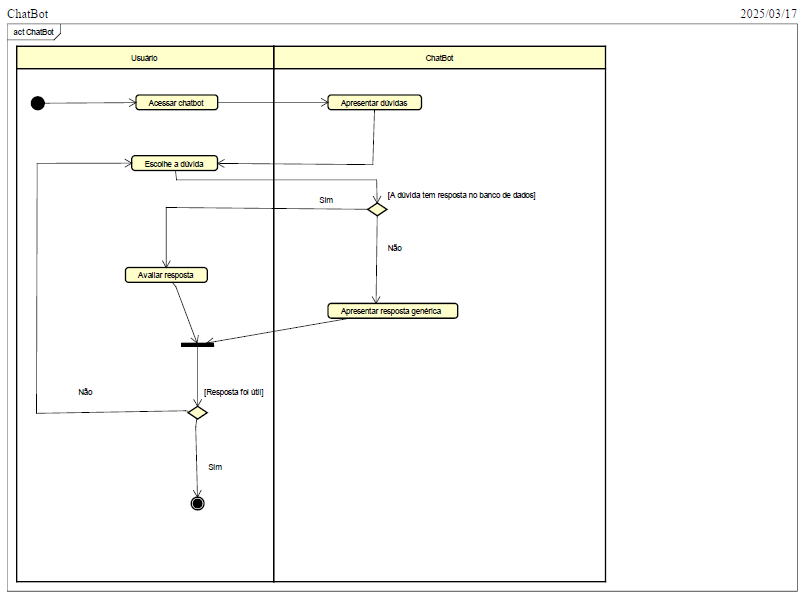 ChatBot
2025/03/17
act ChatBot
Usuário
ChatBot
Acessar chatbot
Apresentar dúvidas
Escolhe a dúvida
[A dúvida tem resposta no banco de dados]
Sim
Não
Avaliar resposta
Apresentar resposta genérica
Não
[Resposta foi útil]
Sim